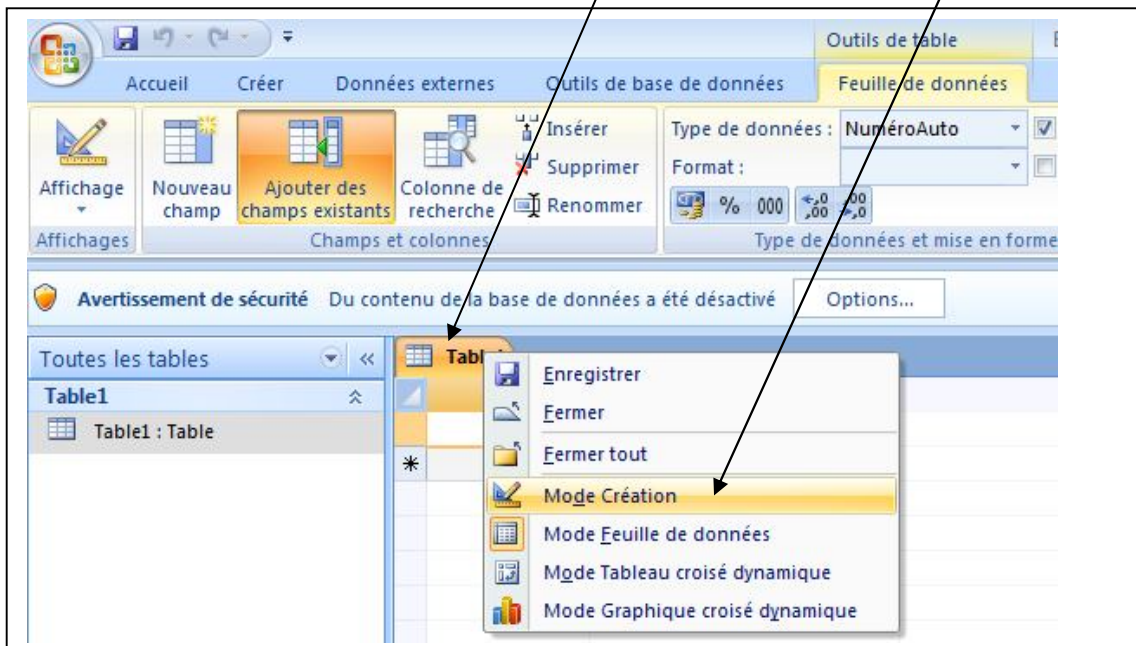 Outils de table
Accueil Créer Données externes Outils de base de données Feuille de données
Affichage
Nouveau champ
Ajouter des champs existants
Colonne de recherche
Insérer
Supprimer
Renommer
Type de données : NuméroAuto
Format :
% 000 ,00 ,0
Affichages Champs et colonnes Type de données et mise en forme
Avertissement de sécurité Du contenu de la base de données a été désactivé Options...
Toutes les tables «
Table1
Table1 : Table
Enregistrer
Fermer
Fermer tout
Mode Création
Mode Feuille de données
Mode Tableau croisé dynamique
Mode Graphique croisé dynamique